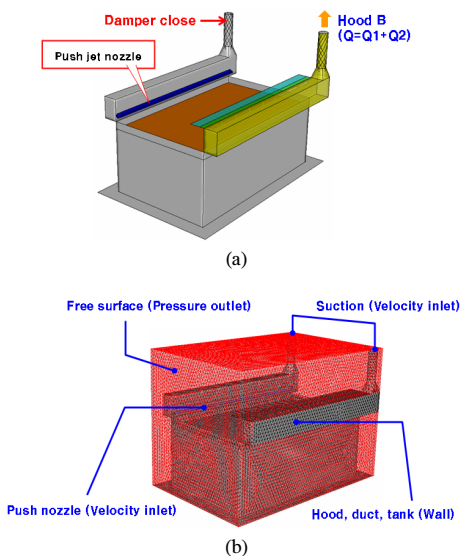 Damper close
Hood B
(Q=Q1+Q2)
Push jet nozzle
(a)
Free surface (Pressure outlet)
Suction (Velocity inlet)
Push nozzle (Velocity inlet)
Hood, duct, tank (Wall)
(b)